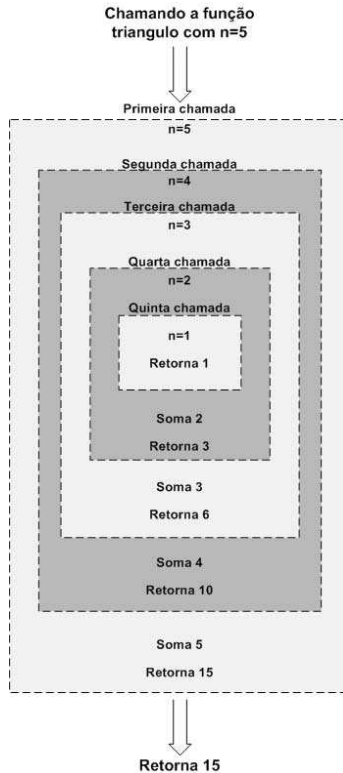 Chamando a função
triangulo com n=5
Primeira chamada
n=5
Segunda chamada
n=4
Terceira chamada
n=3
Quarta chamada
n=2
Quinta chamada
n=1
Retorna 1
Soma 2
Retorna 3
Soma 3
Retorna 6
Soma 4
Retorna 10
Soma 5
Retorna 15
Retorna 15